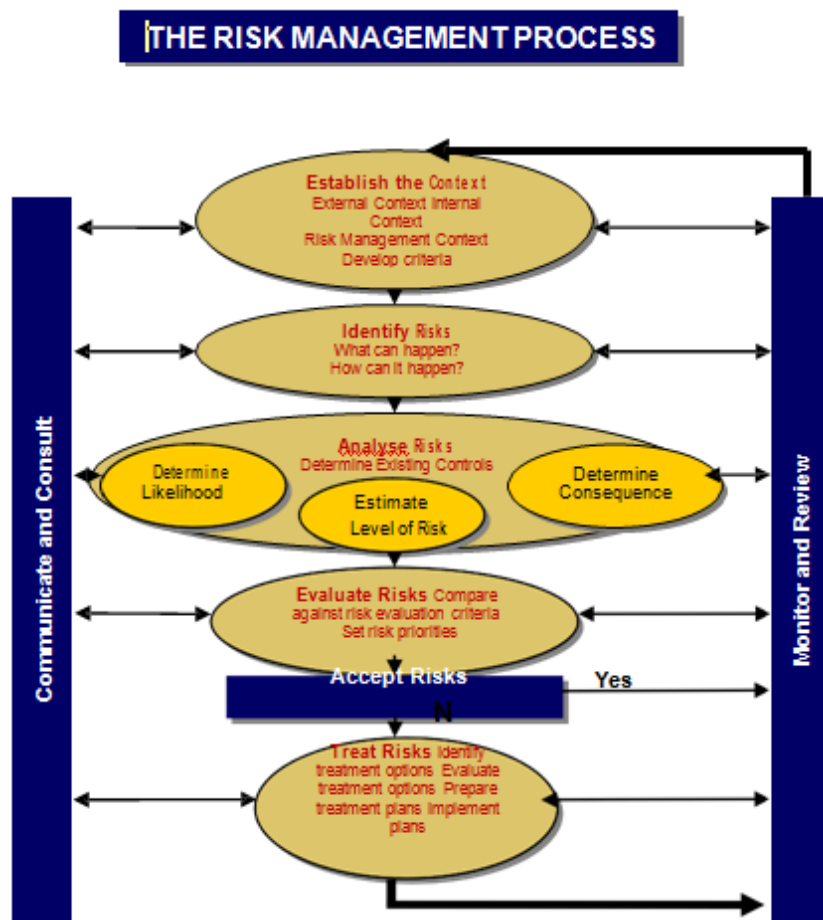 THE RISK MANAGEMENT PROCESS
Communicate and Consult
Monitor and Review
Establish the Context
External Context Internal
Context
Risk Management Context
Develop criteria
Identify Risks
What can happen?
How can it happen?
Analyse Risks
Determine Existing Controls
Determine
Likelihood
Estimate
Level of Risk
Determine
Consequence
Evaluate Risks Compare
against risk evaluation criteria
Set risk priorities
Accept Risks
Yes
N
Treat Risks Identify
treatment options Evaluate
treatment options Prepare
treatment plans Implement
plans